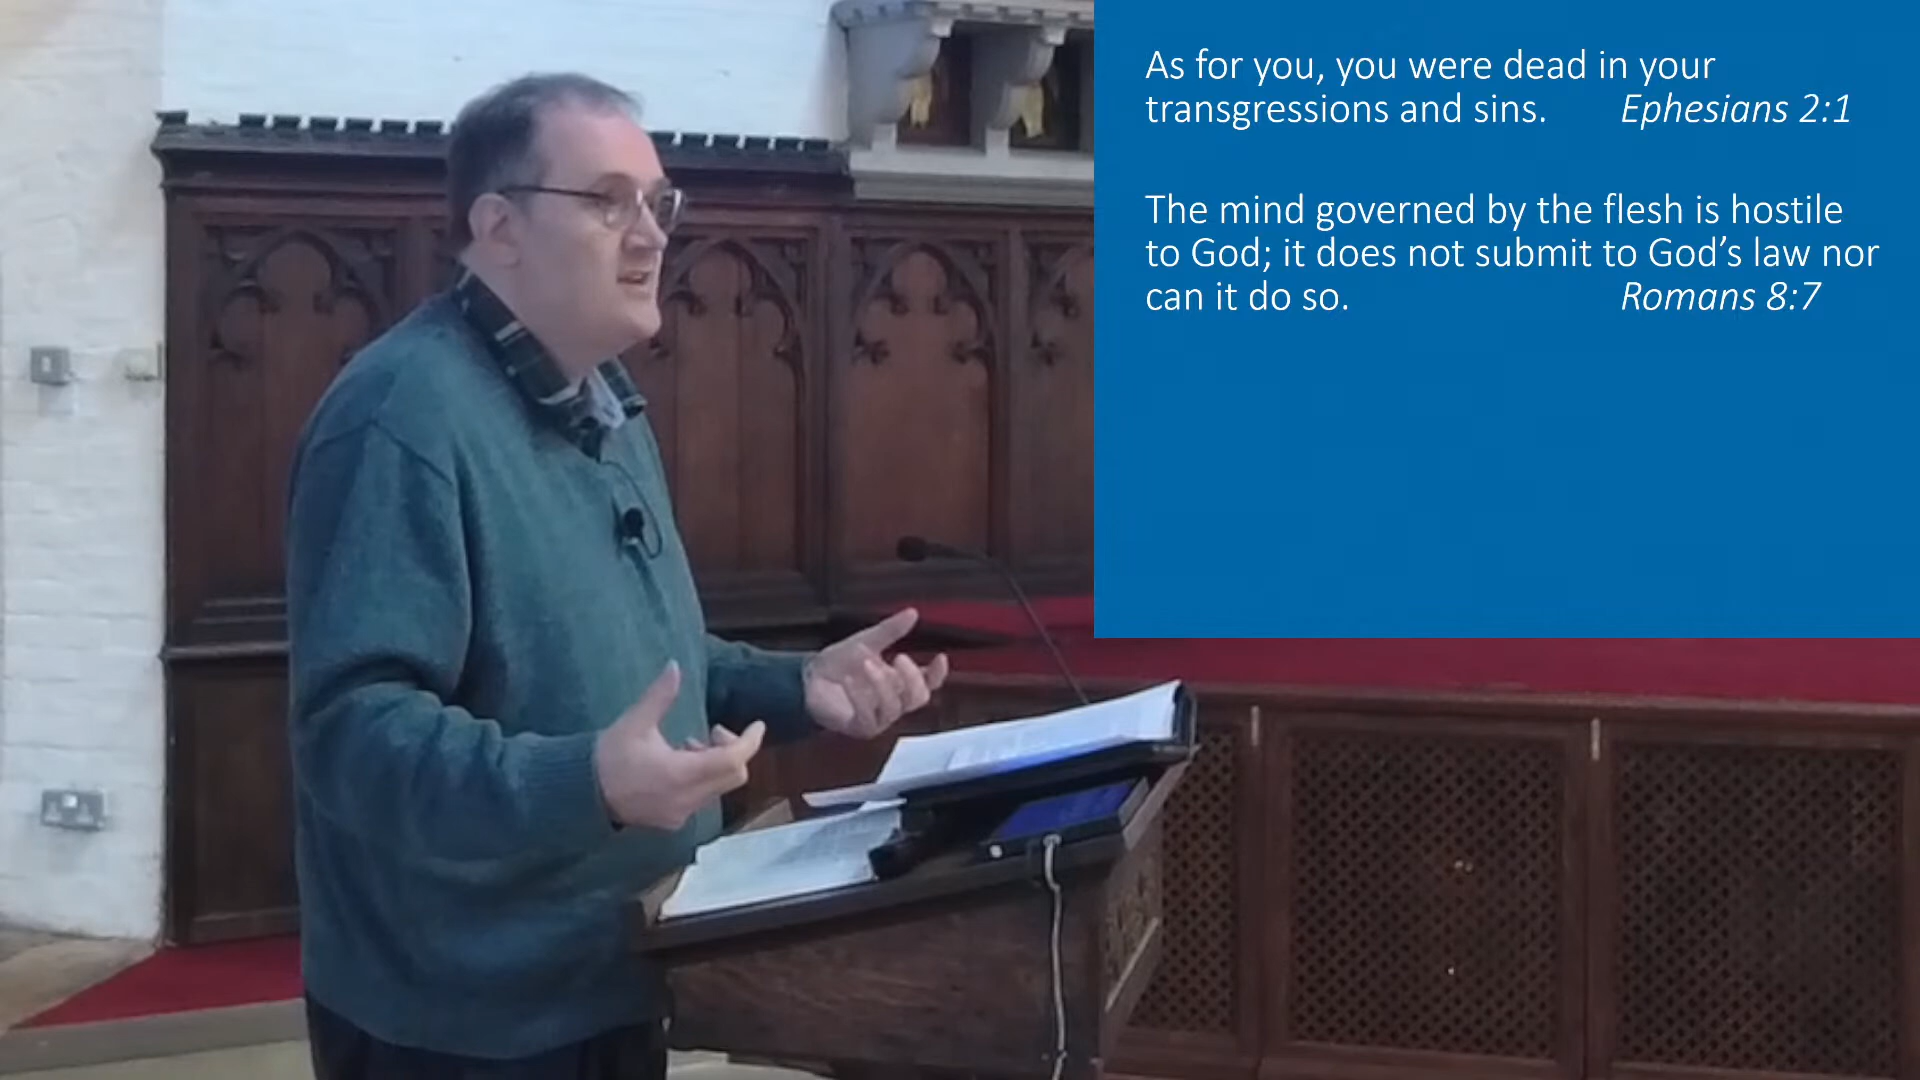 As for you, you were dead in your
transgressions and sins. Ephesians 2:1
The mind governed by the flesh is hostile
to God; it does not submit to God’s law nor
can it do so. Romans 8:7